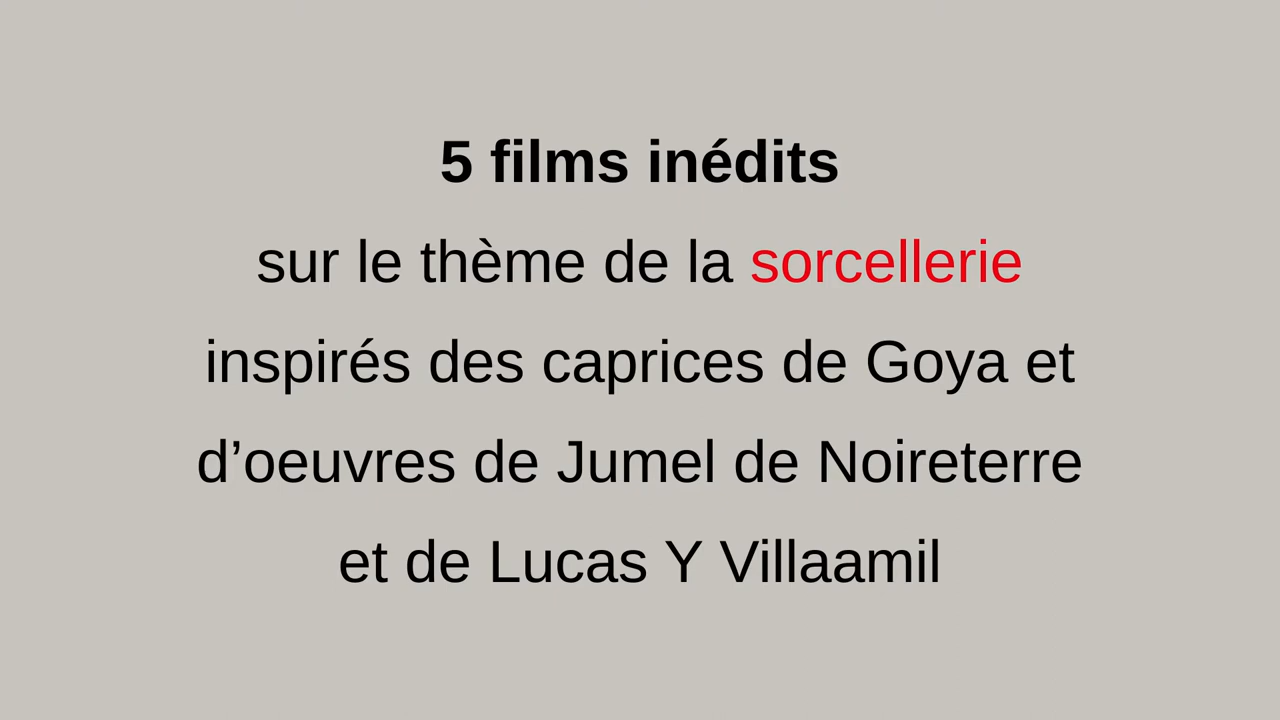 5 films inédits
sur le thème de la sorcellerie
inspirés des caprices de Goya et
d’oeuvres de Jumel de Noireterre
et de Lucas Y Villaamil